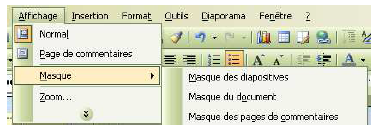 Affichage Insertion Format Outils Diaporama Fenêtre ?
Normal
Page de commentaires
Masque
Masque des diapositives
Zoom...
Masque du document
Masque des pages de commentaires